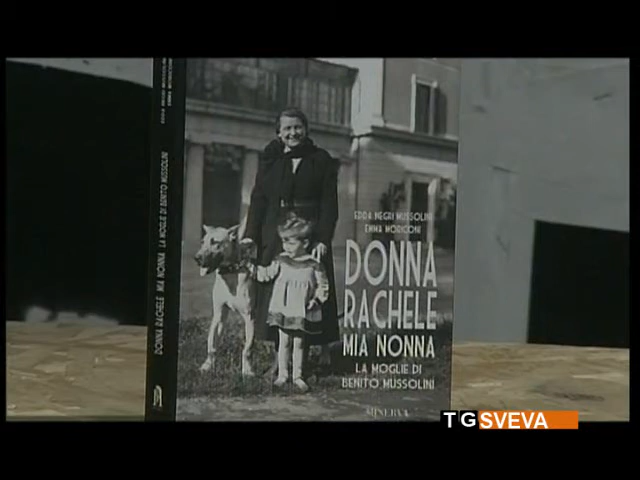 DONNA RACHELE MIA NONNA LA MOGLIE DI BENITO MUSSOLINI
EDDA NEGRI MUSSOLINI
EMMA MORICONI
DONNA
RACHELE
MIA NONNA
LA MOGLIE DI
BENITO MUSSOLINI
MINERVA
TGSVEVA